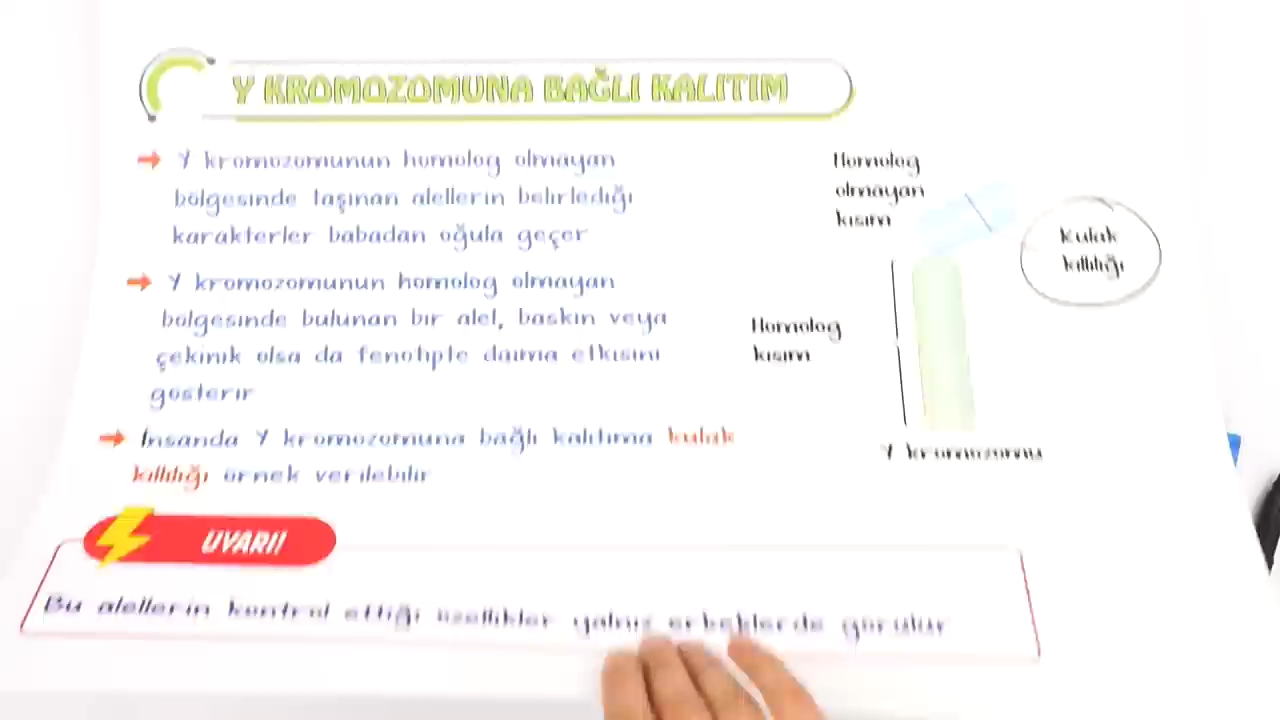 Y KROMOZOMUNA BAĞLI KALITIM
Y kromozomunun homolog olmayan
bölgesinde taşınan alellerin belirlediği
karakterler babadan oğula geçer
Y kromozomunun homolog olmayan
bölgesinde bulunan bir alel, baskın veya
çekinik olsa da fenotipte daima etkisini
gösterir
İnsanda Y kromozomuna bağlı kalıtıma kulak
kıllılığı örnek verilebilir
Homolog
olmayan
kısım
Kulak
kıllılığı
Homolog
kısım
Y kromozomu
UYARI!
Bu alellerin kontrol ettiği özellikler yalnız erkeklerde görülür